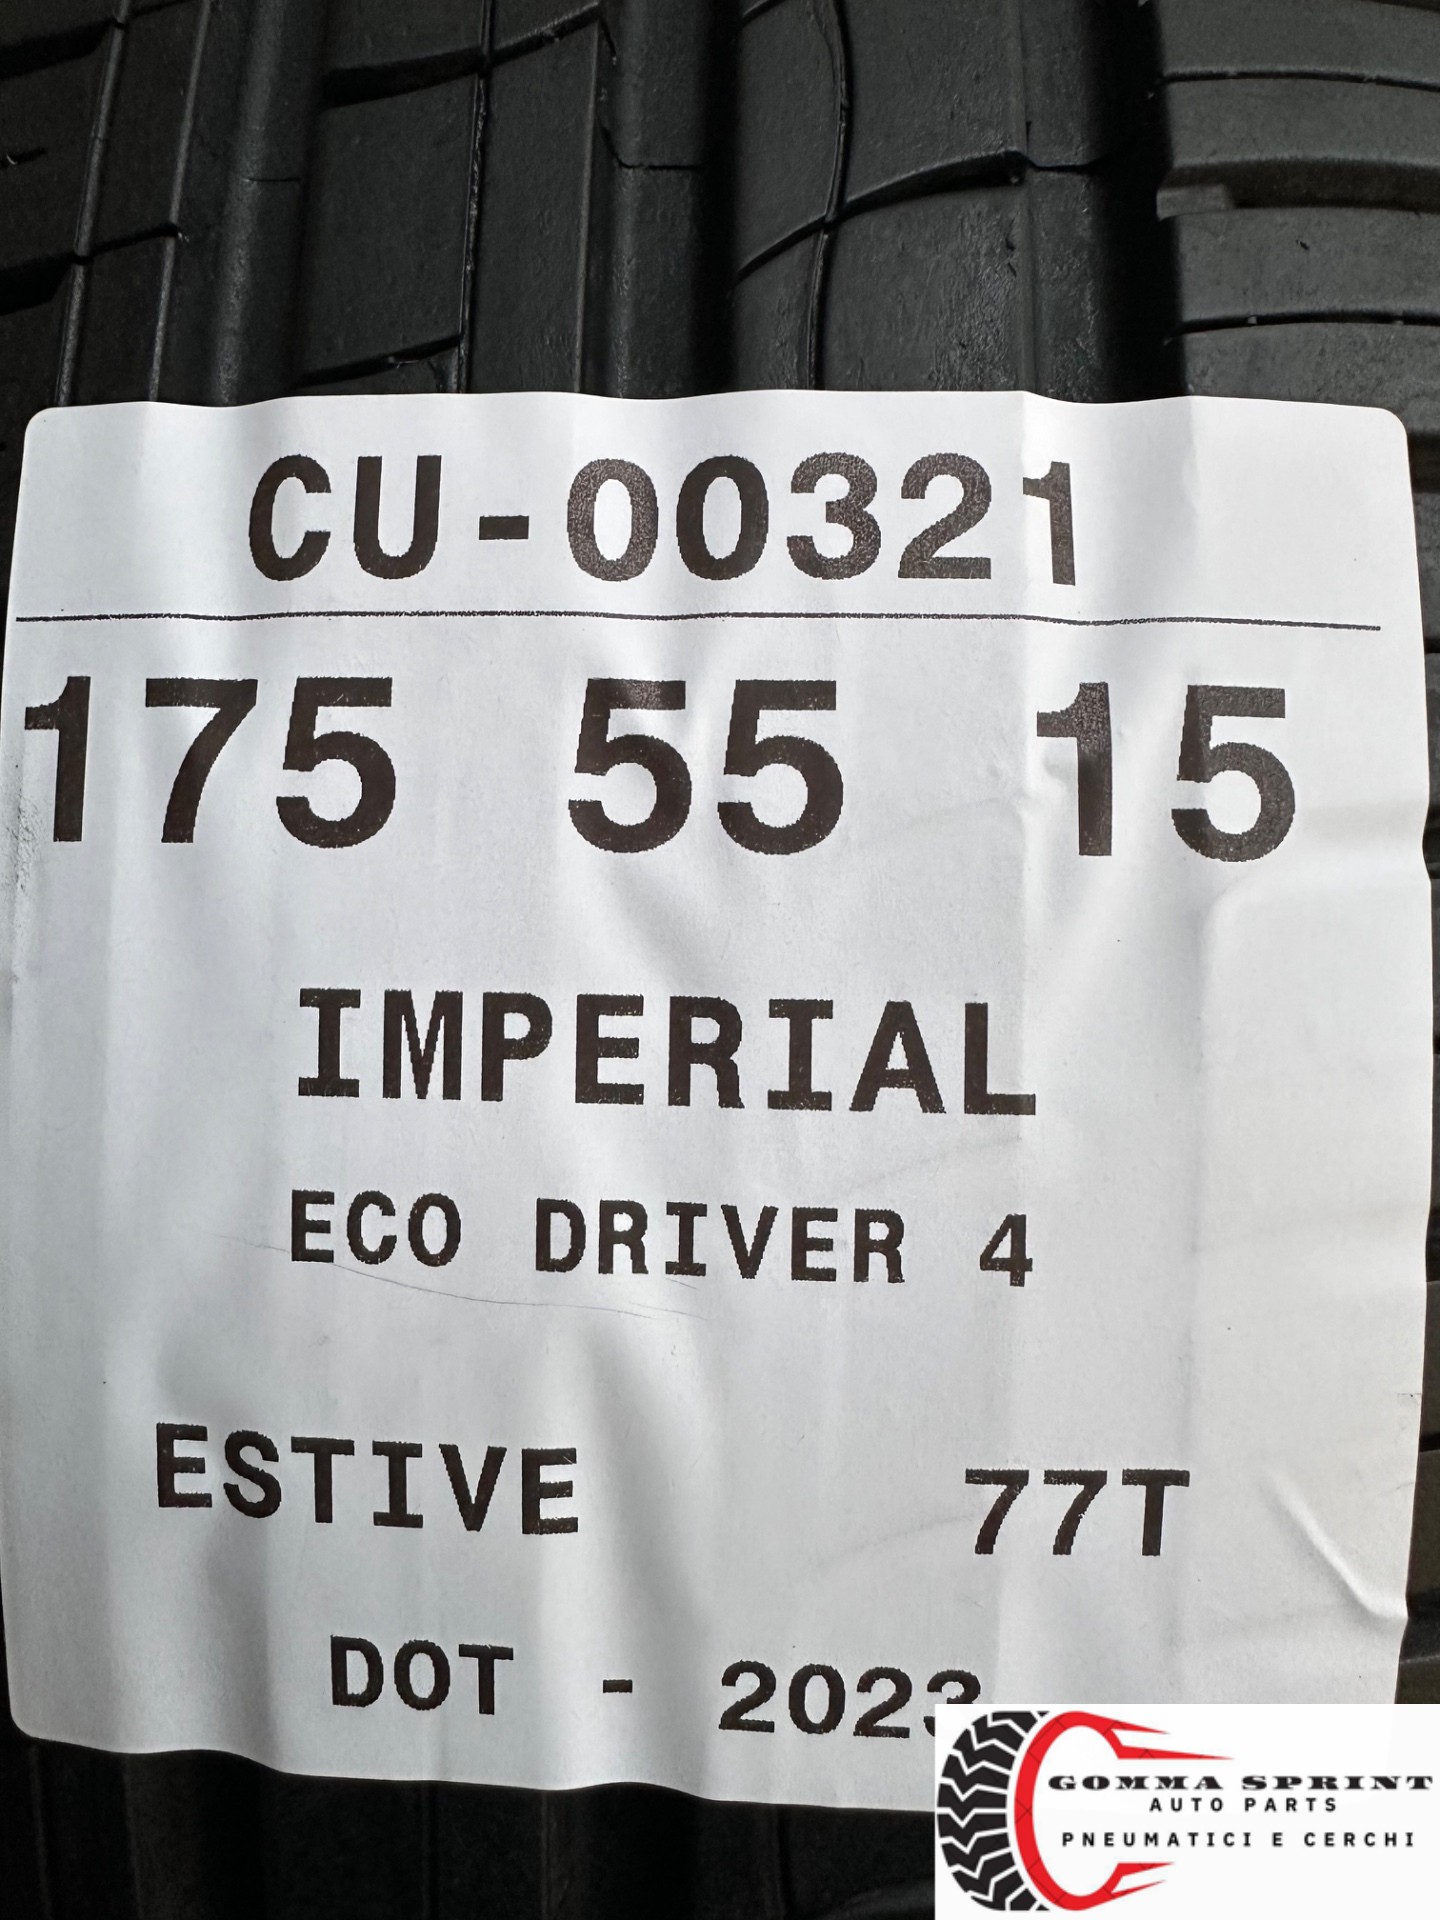 CU-00321
175 55 15
IMPERIAL
ECO DRIVER 4
ESTIVE 77T
DOT - 2023
GOMMA SPRINT
AUTO PARTS
PNEUMATICI E CERCHI